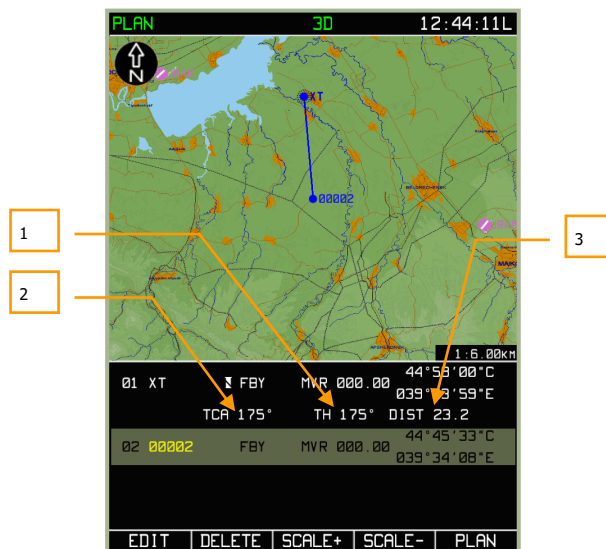 PLAN 3D 12:44:11L
N
XT
00002
BELORECHENSK
1
2
3
1:6.00KM
01 XT FBY MVR 000.00 44°58'00"C
TCA 175° TH 175° DIST 23.2
02 00002 FBY MVR 000.00 44°45'33"C
039°34'08"E
EDIT DELETE SCALE+ SCALE- PLAN